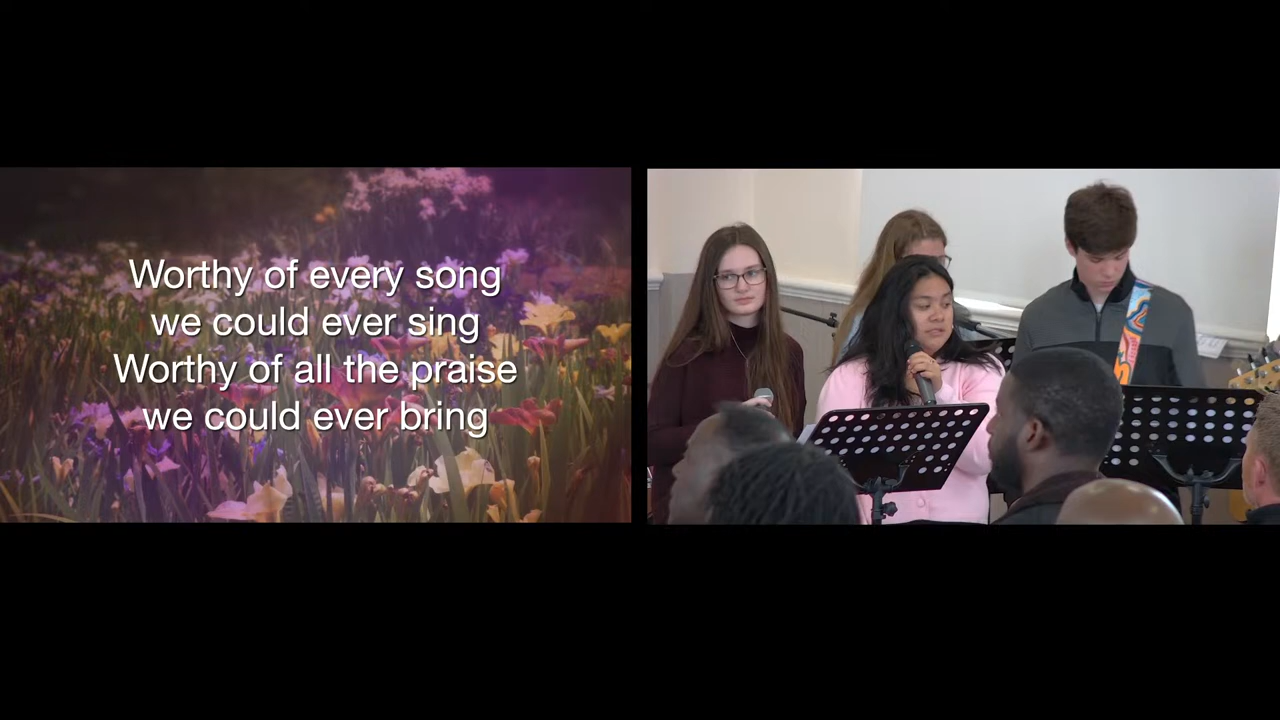 Worthy of every song
we could ever sing
Worthy of all the praise
we could ever bring